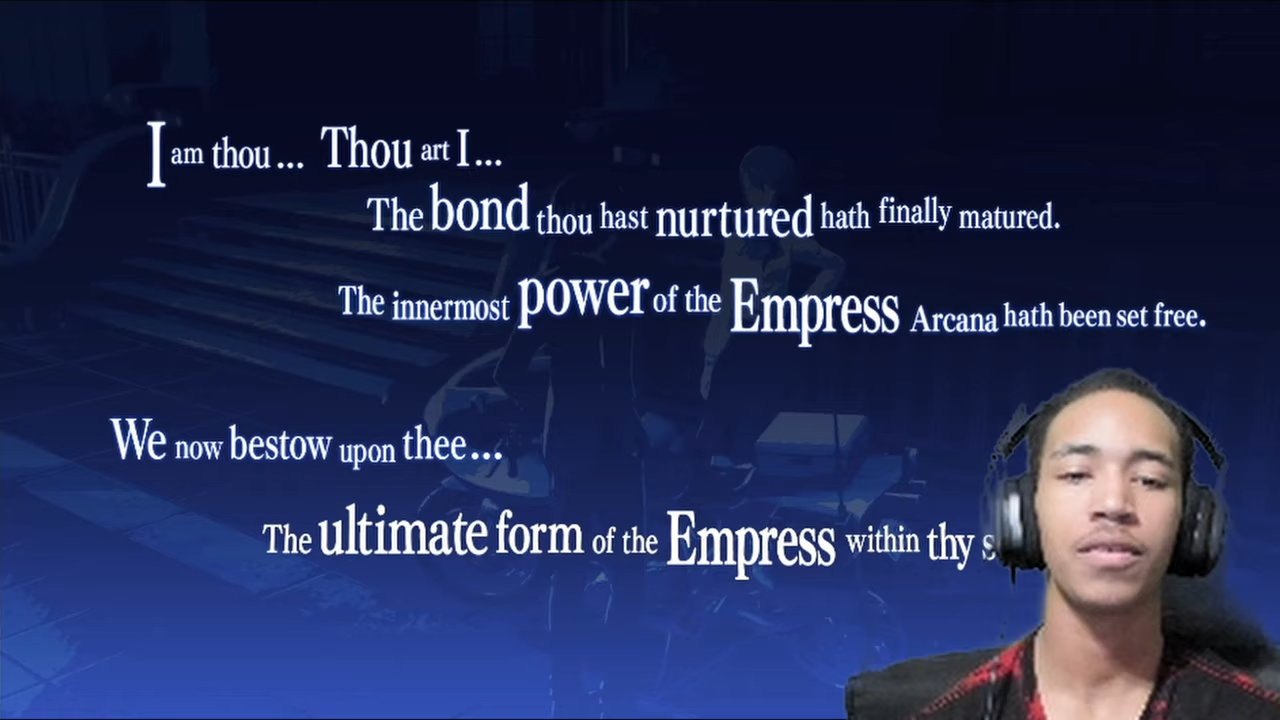 I am thou... Thou art I...
The bond thou hast nurtured hath finally matured.
The innermost power of the Empress Arcana hath been set free.
We now bestow upon thee...
The ultimate form of the Empress within thy